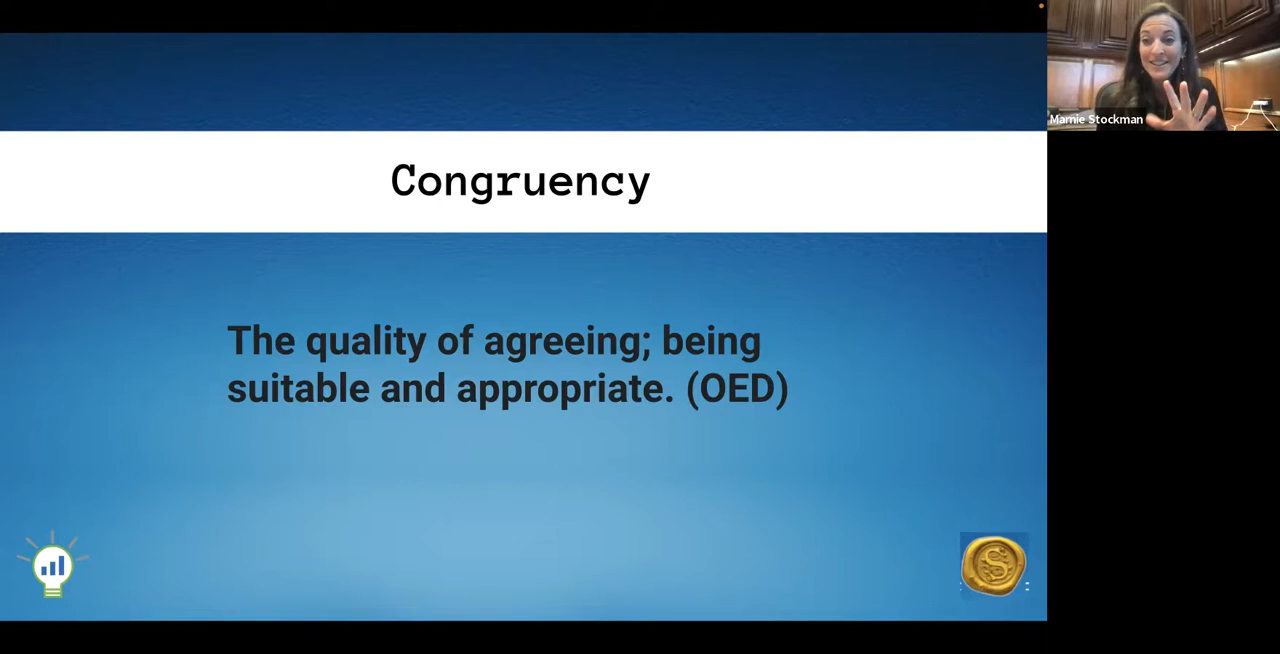 Marnie Stockman
Congruency
The quality of agreeing; being
suitable and appropriate. (OED)
S